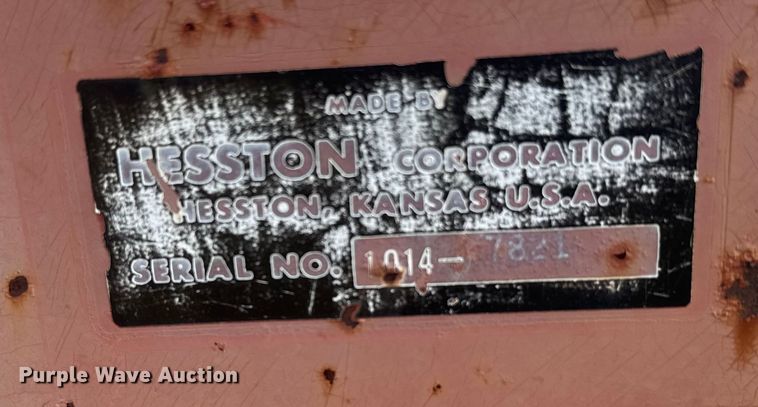 MADE BY
HESSTON CORPORATION
HESSTON, KANSAS U.S.A.
SERIAL NO. 1014-
Purple Wave Auction